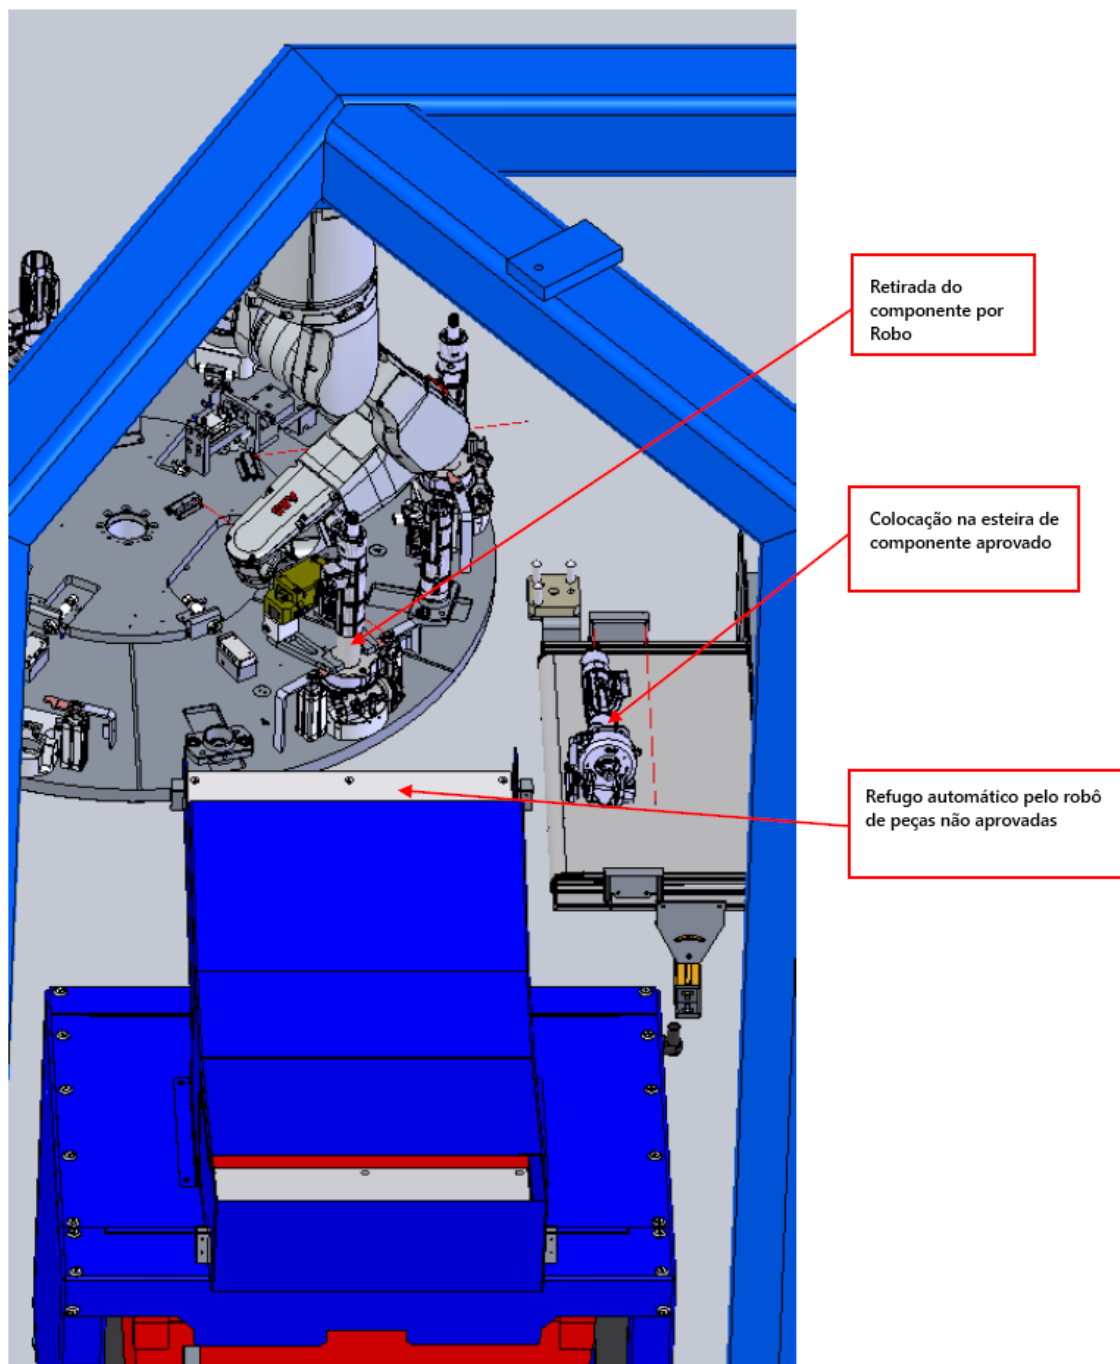 Retirada do
componente por
Robo
ABB
Colocação na esteira de
componente aprovado
Refugo automático pelo robô
de peças não aprovadas